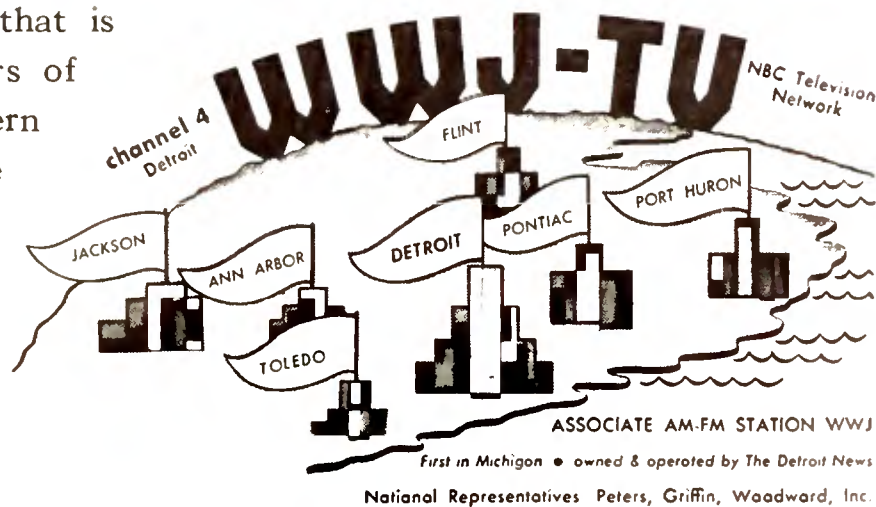 that is
rs of
ern
e
WWJ-TV
channel 4
Detroit
NBC Television
Network
FLINT
JACKSON
ANN ARBOR
DETROIT
PONTIAC
PORT HURON
TOLEDO
ASSOCIATE AM-FM STATION WWJ
First in Michigan • owned & operated by The Detroit News
National Representatives Peters, Griffin, Woodward, Inc.